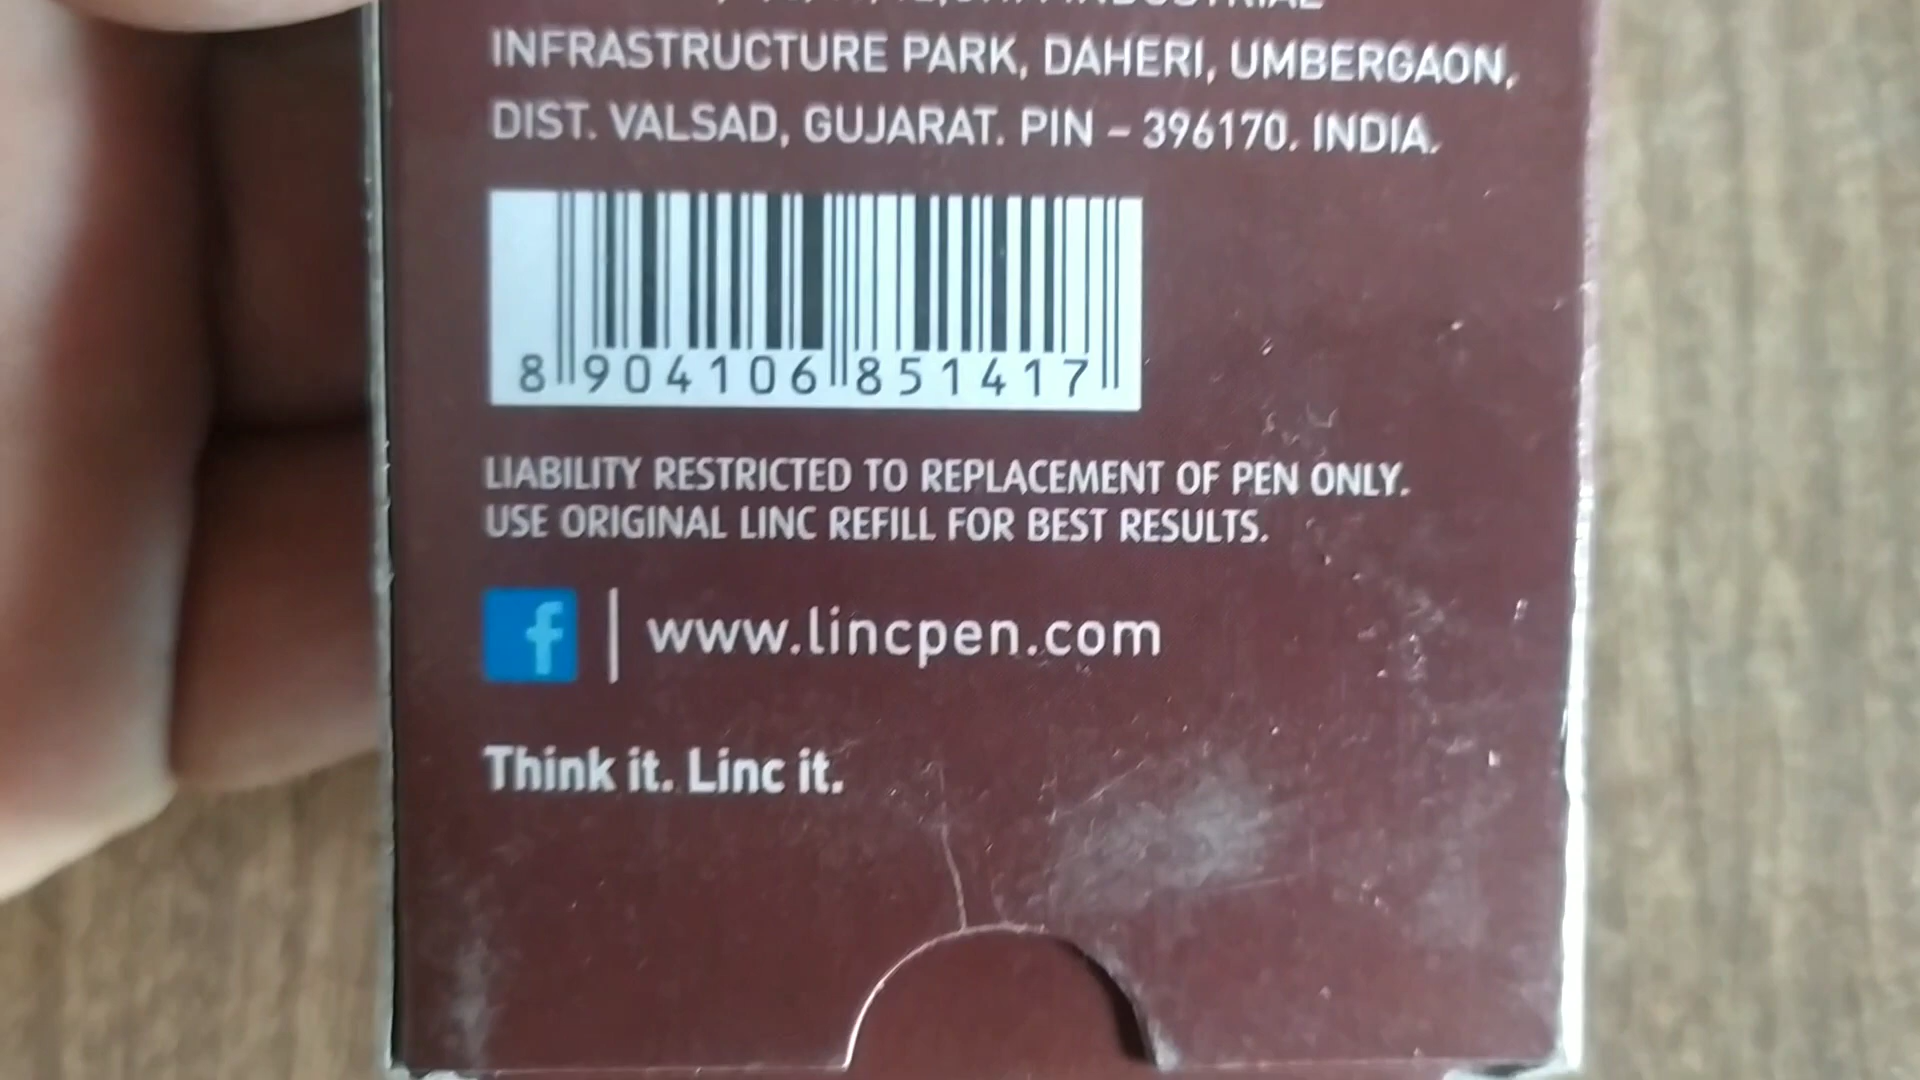 INDUSTRIAL
INFRASTRUCTURE PARK, DAHERI, UMBERGAON,
DIST. VALSAD, GUJARAT. PIN – 396170. INDIA.
8 904106 851417
LIABILITY RESTRICTED TO REPLACEMENT OF PEN ONLY.
USE ORIGINAL LINC REFILL FOR BEST RESULTS.
f | www.lincpen.com
Think it. Linc it.